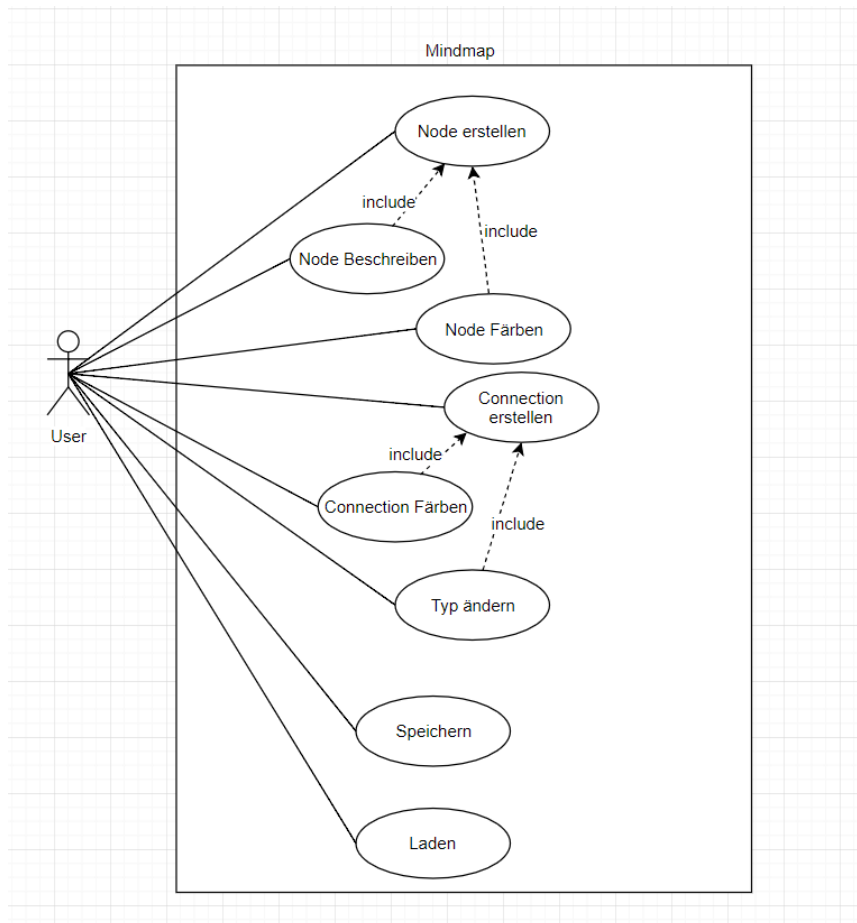 Mindmap
Node erstellen
include
Node Beschreiben
include
Node Färben
User
Connection
erstellen
include
Connection Färben
include
Typ ändern
Speichern
Laden